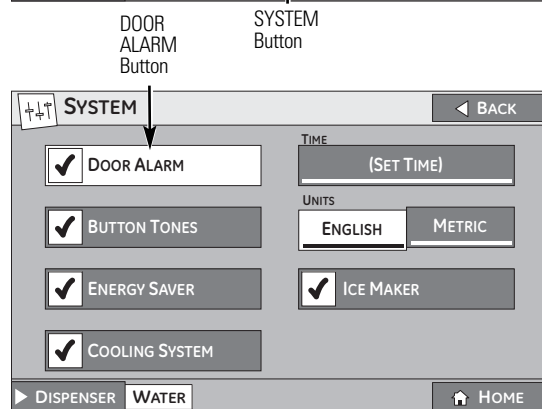 DOOR
ALARM
Button
SYSTEM
Button
SYSTEM
BACK
DOOR ALARM
BUTTON TONES
ENERGY SAVER
COOLING SYSTEM
TIME
(SET TIME)
UNITS
ENGLISH METRIC
ICE MAKER
DISPENSER WATER
HOME